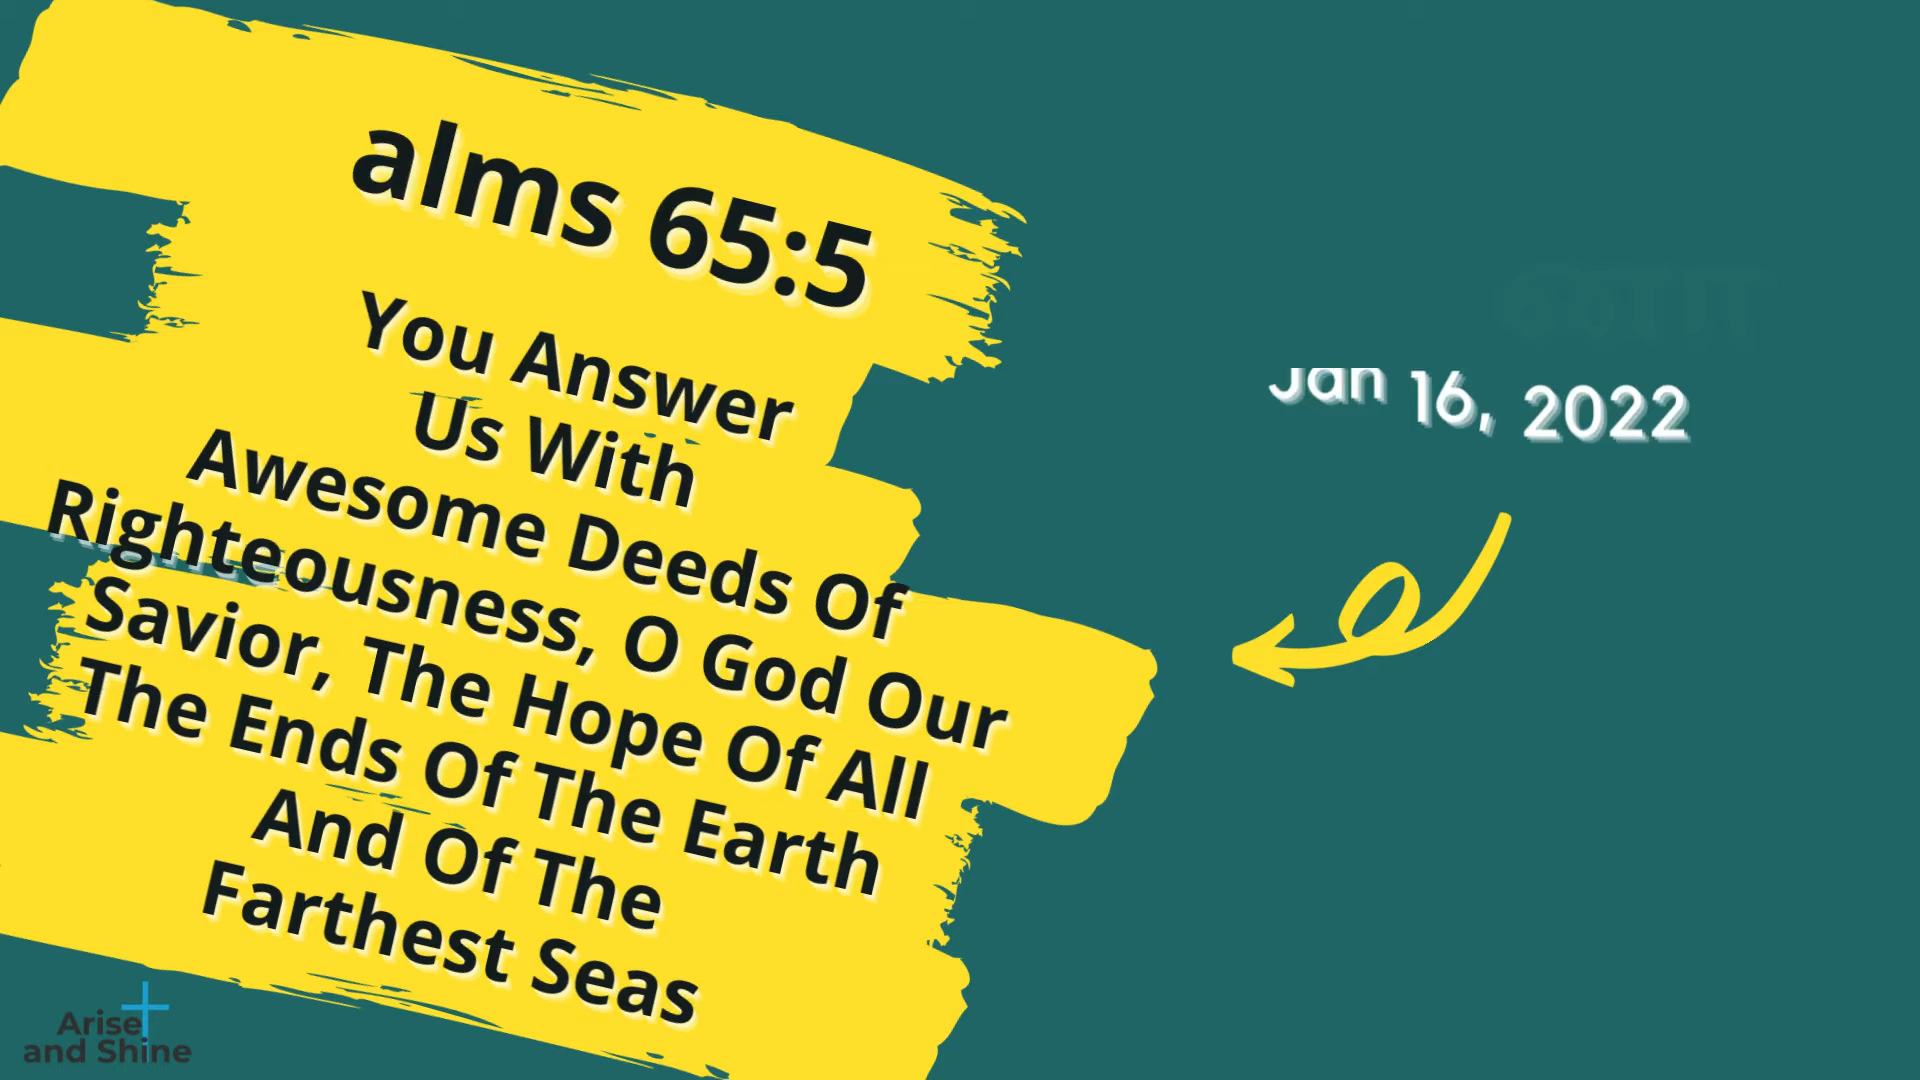 alms 65:5
You Answer
Us With
Awesome Deeds Of
Righteousness, O God Our
Savior, The Hope Of All
The Ends Of The Earth
And Of The
Farthest Seas
Jan 16, 2022
Arise
and Shine